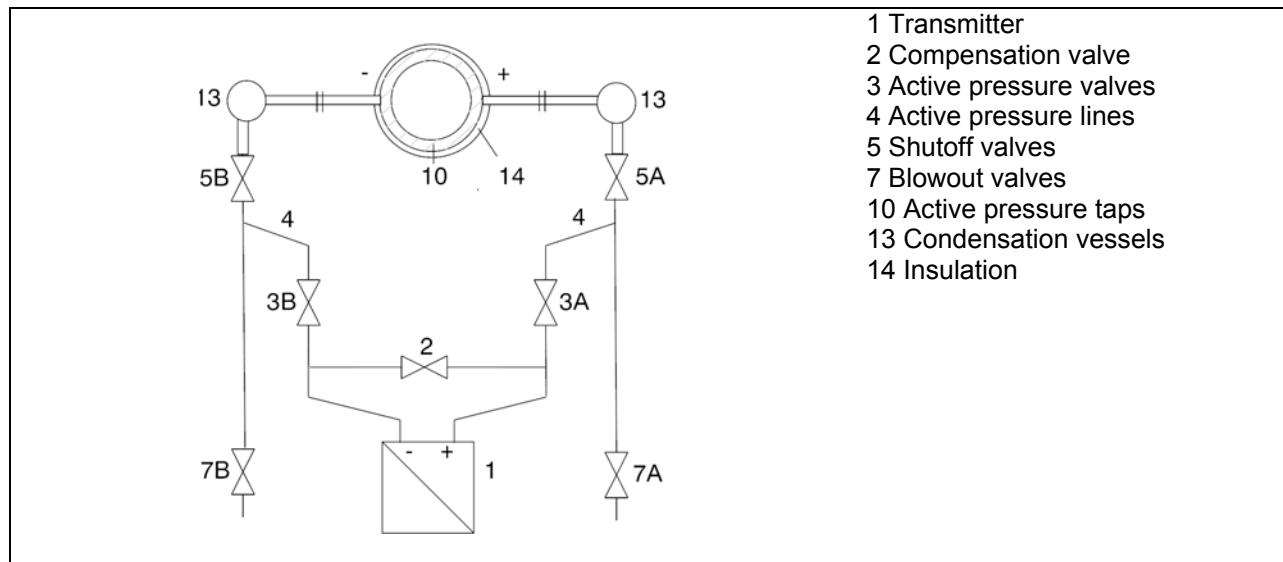 - +
13 13
5B 10 14 5A
4 4
3B 3A
2
- +
7B 1 7A
1 Transmitter
2 Compensation valve
3 Active pressure valves
4 Active pressure lines
5 Shutoff valves
7 Blowout valves
10 Active pressure taps
13 Condensation vessels
14 Insulation